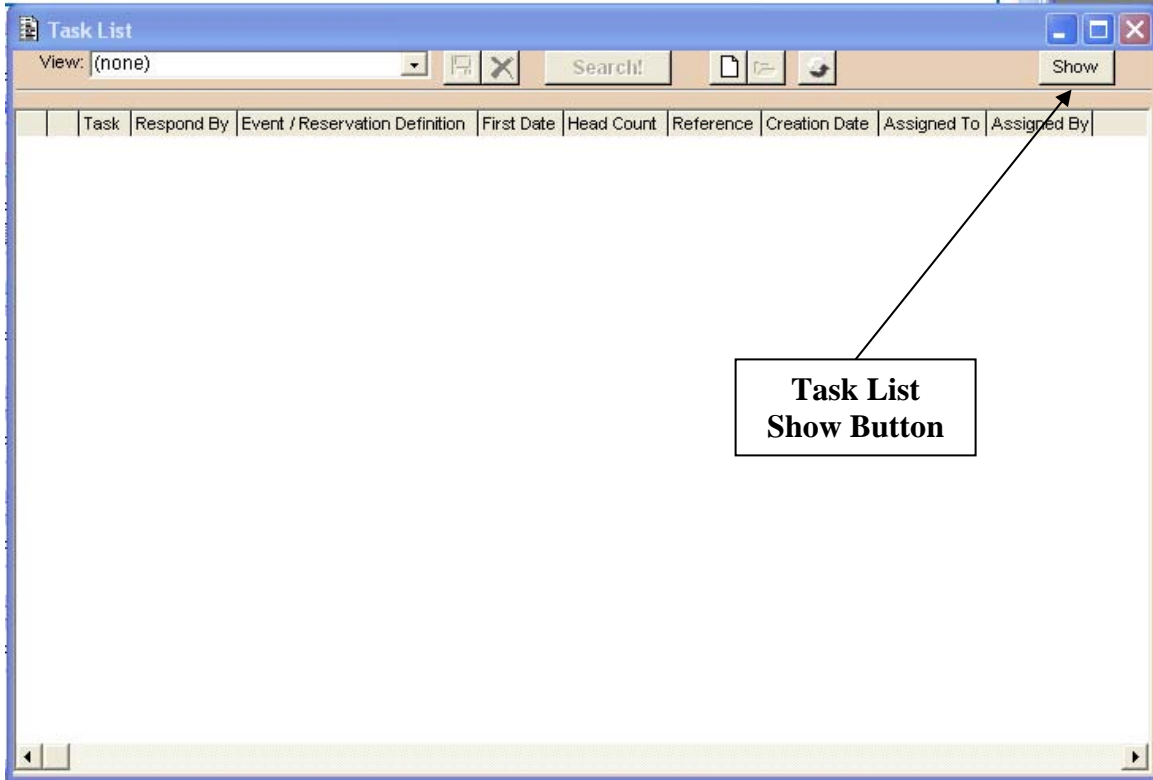 Task List
View: (none) Search! Show
Task Respond By Event / Reservation Definition First Date Head Count Reference Creation Date Assigned To Assigned By
Task List
Show Button